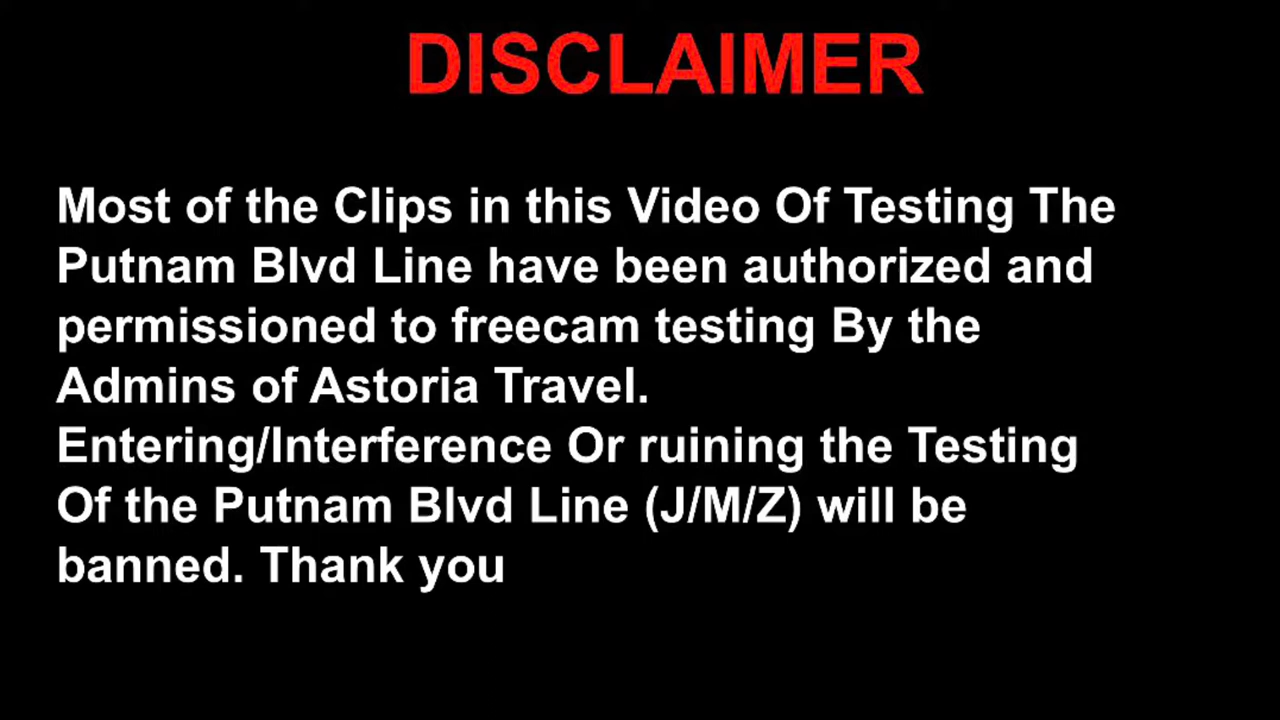 DISCLAIMER
Most of the Clips in this Video Of Testing The
Putnam Blvd Line have been authorized and
permissioned to freecam testing By the
Admins of Astoria Travel.
Entering/Interference Or ruining the Testing
Of the Putnam Blvd Line (J/M/Z) will be
banned. Thank you